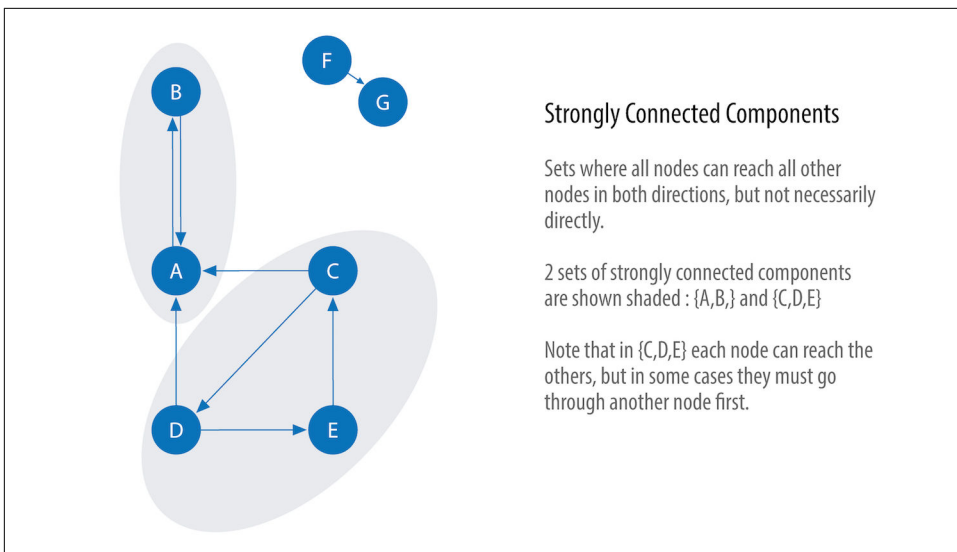 B
F
G
A
C
D
E
Strongly Connected Components
Sets where all nodes can reach all other
nodes in both directions, but not necessarily
directly.
2 sets of strongly connected components
are shown shaded : {A,B,} and {C,D,E}
Note that in {C,D,E} each node can reach the
others, but in some cases they must go
through another node first.